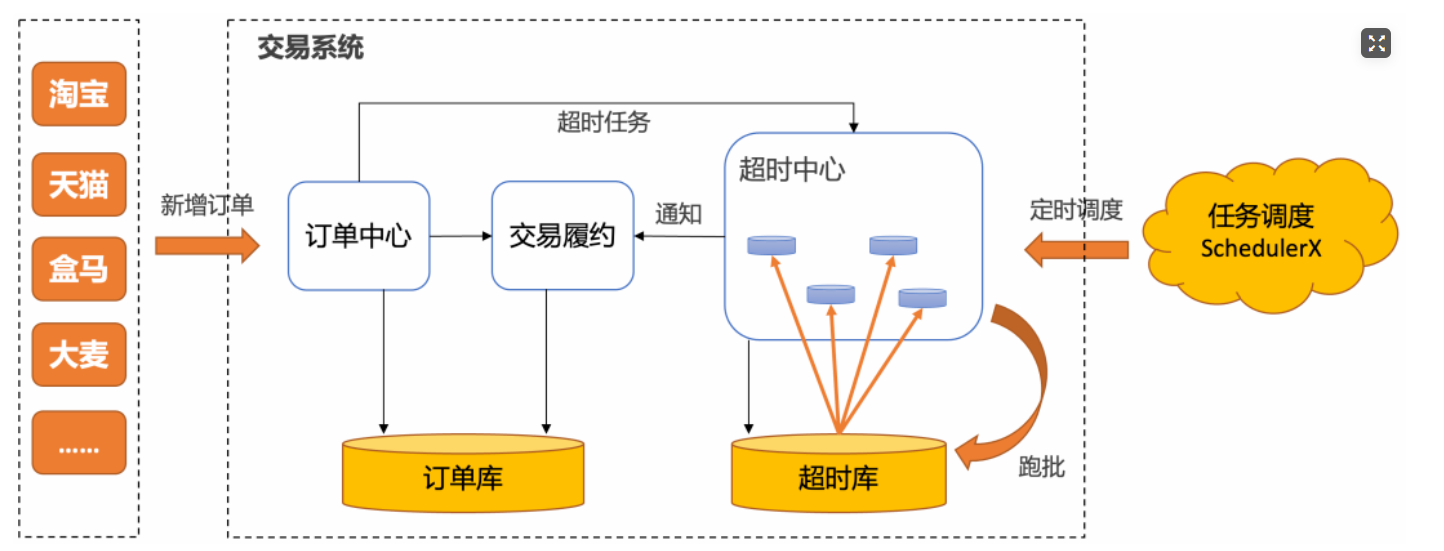 淘宝
天猫
盒马
大麦
......
新增订单
交易系统
超时任务
订单中心
交易履约
通知
超时中心
订单库
超时库
跑批
定时调度
任务调度
SchedulerX